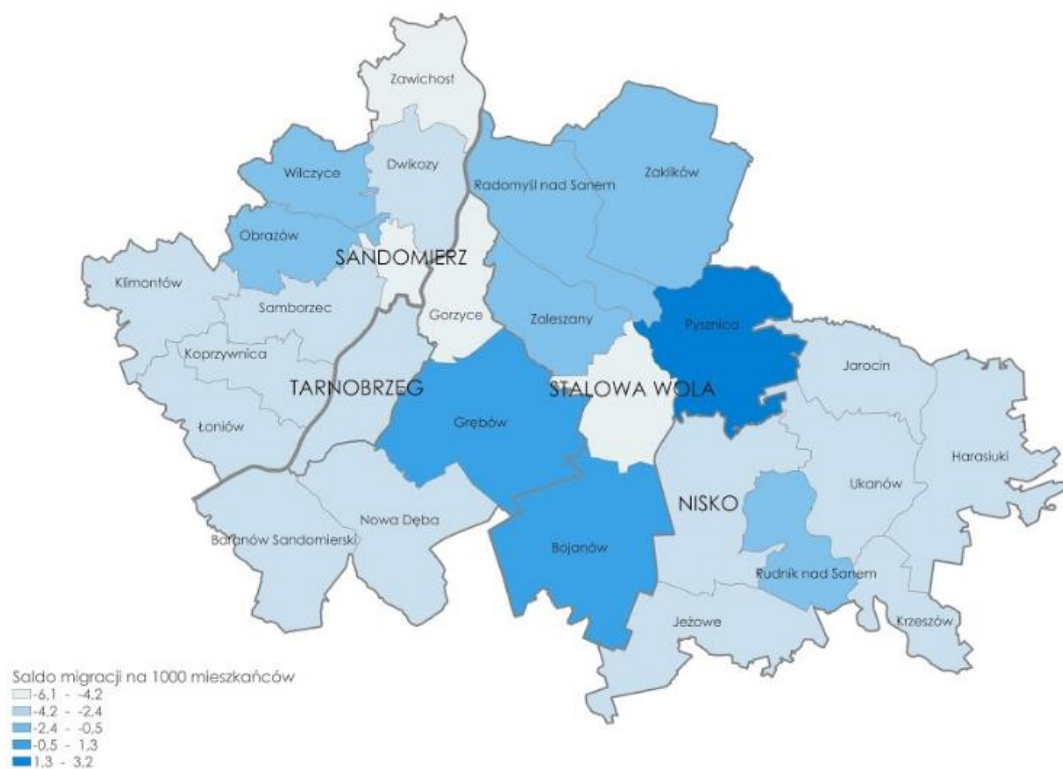 Zawichost
Dwikozy
Wilczyce
Radomyśl nad Sanem
Zaklików
Obrazów
SANDOMIERZ
Klimontów
Samborzec
Gorzyce
Zaleszany
Pysznica
Koprzywnica
Jarocin
TARNOBRZEG
STALOWA WOLA
Łoniów
Grębów
Harasiuki
Ukanów
Nowa Dęba
NISKO
Baranów Sandomierski
Bojanów
Rudnik nad Sanem
Jeżowe
Krzeszów
Saldo migracji na 1000 mieszkańców
-6,1 - -4,2
-4,2 - -2,4
-2,4 - -0,5
-0,5 - 1,3
1,3 - 3,2